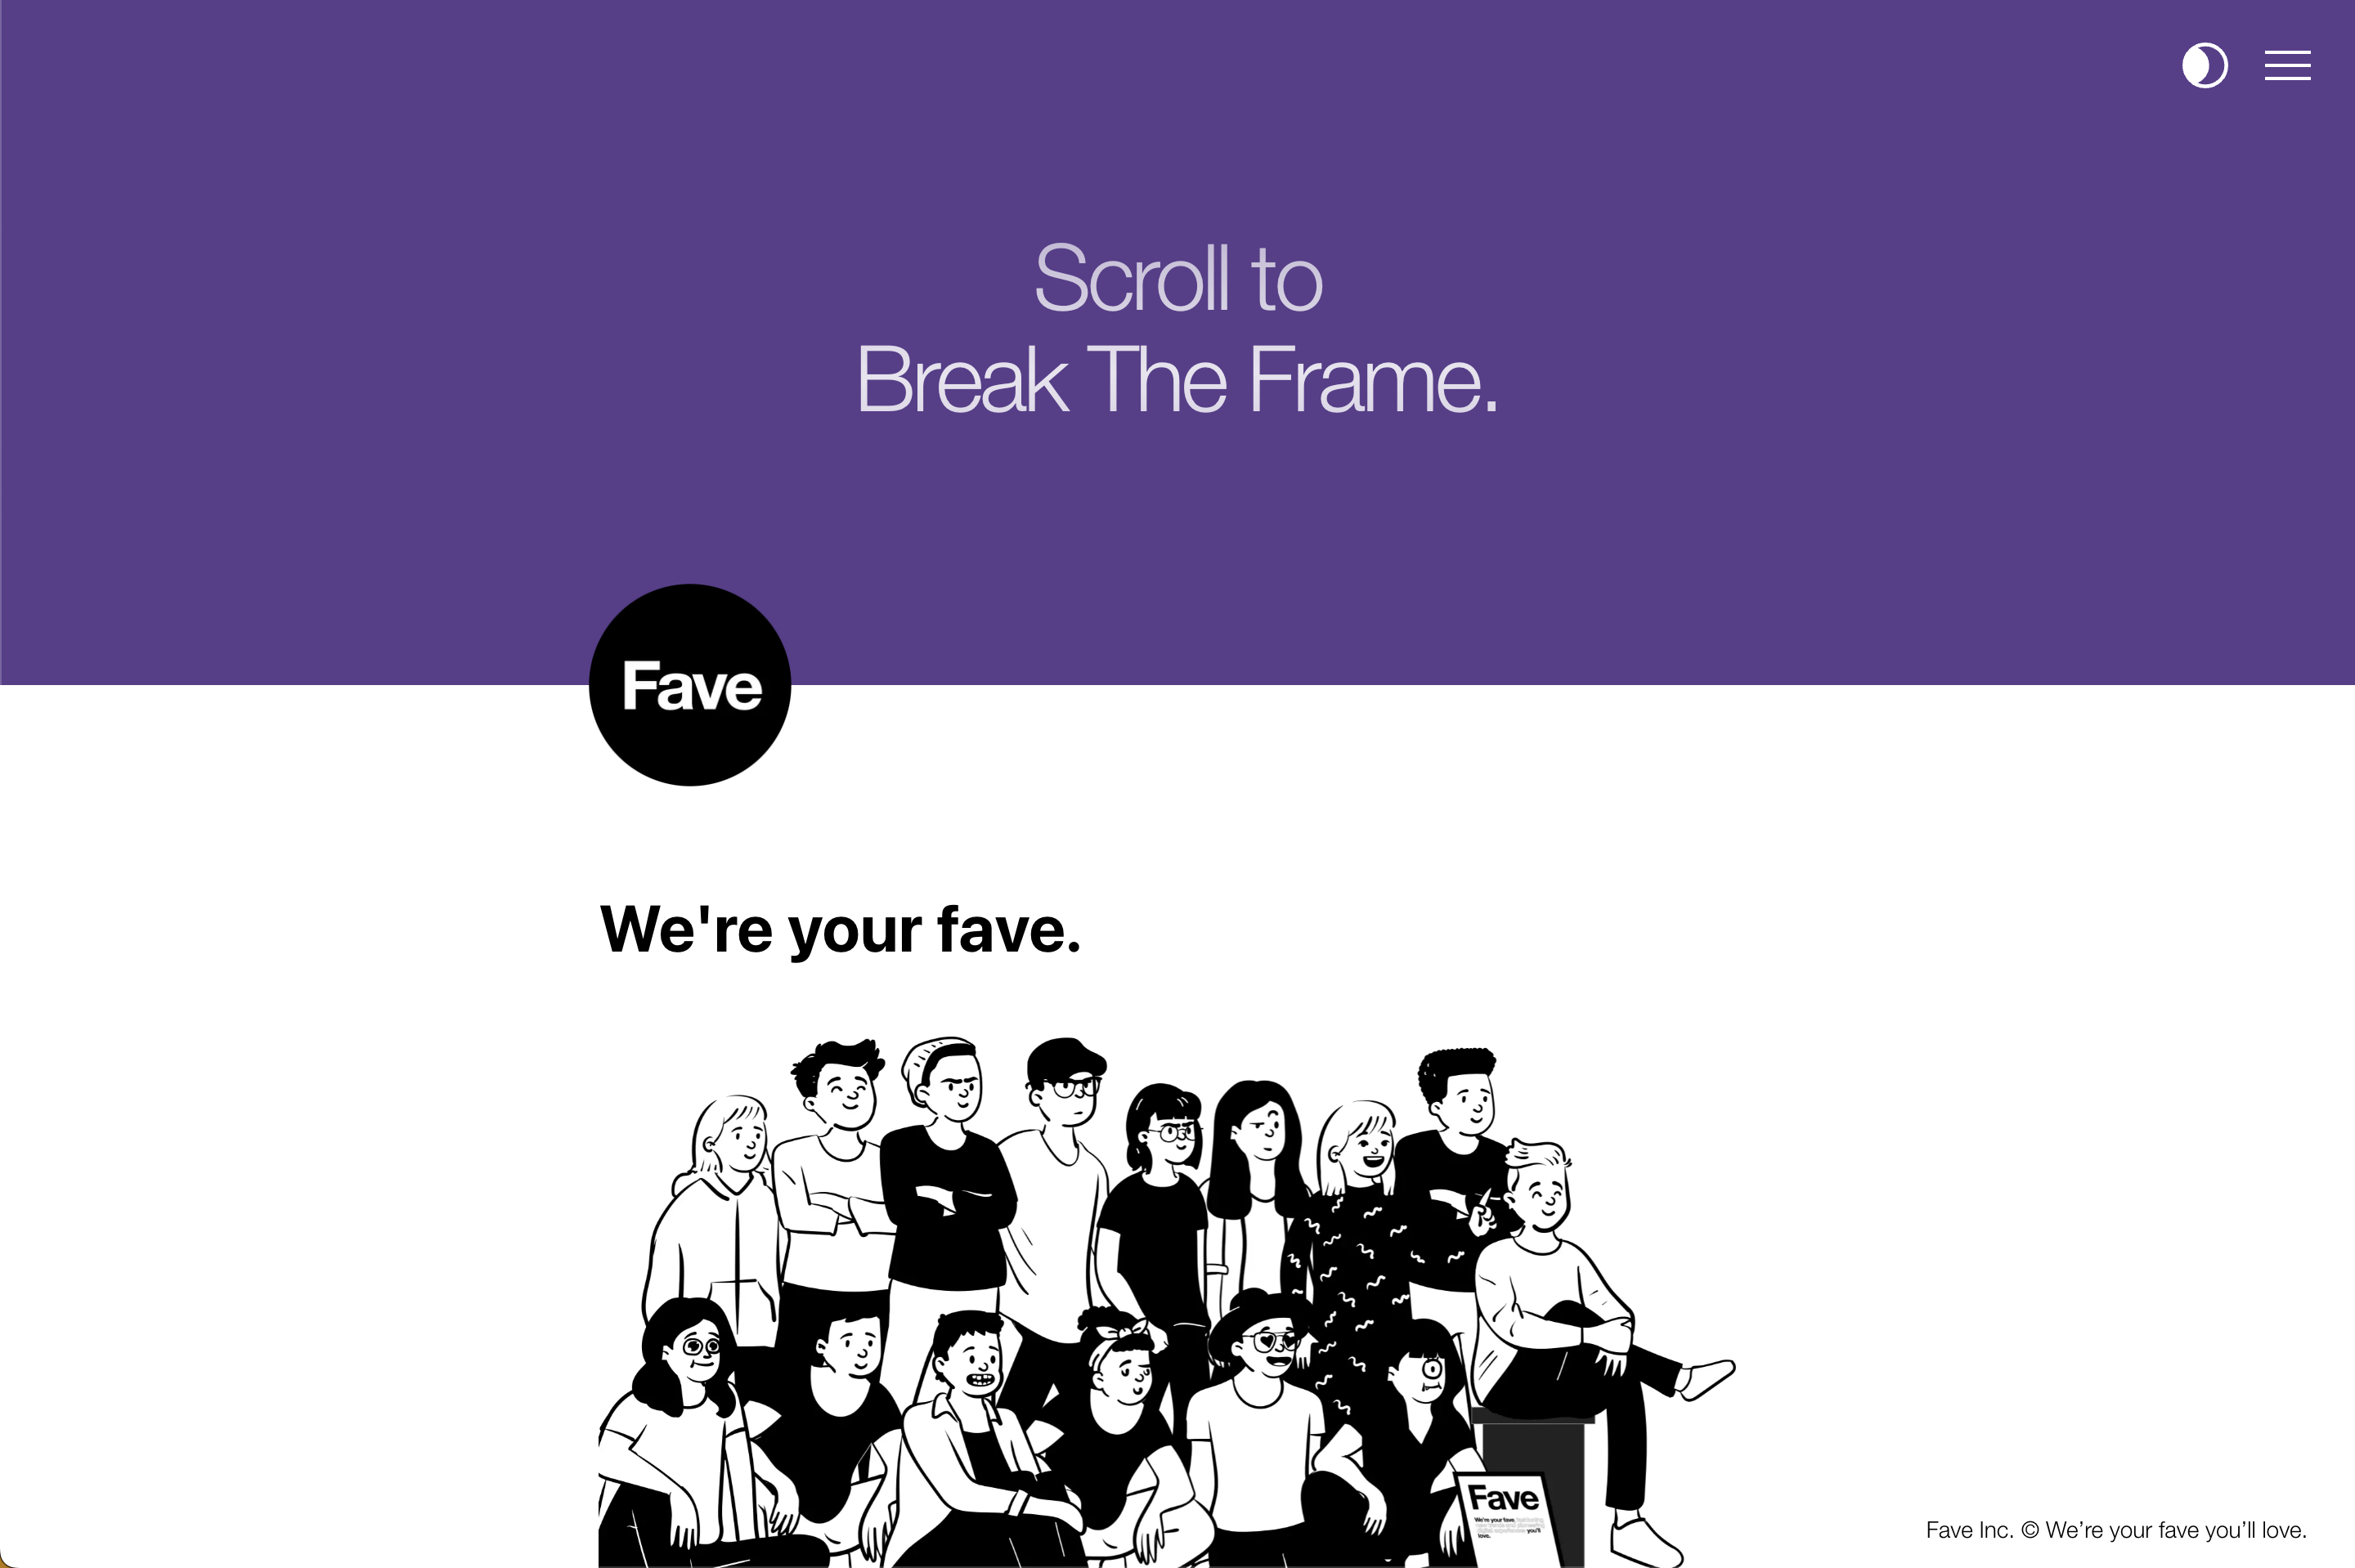 Scroll to
Break The Frame.
Fave
We're your fave.
Fave
We're your fave,
you'll
love.
Fave Inc. © We’re your fave you’ll love.